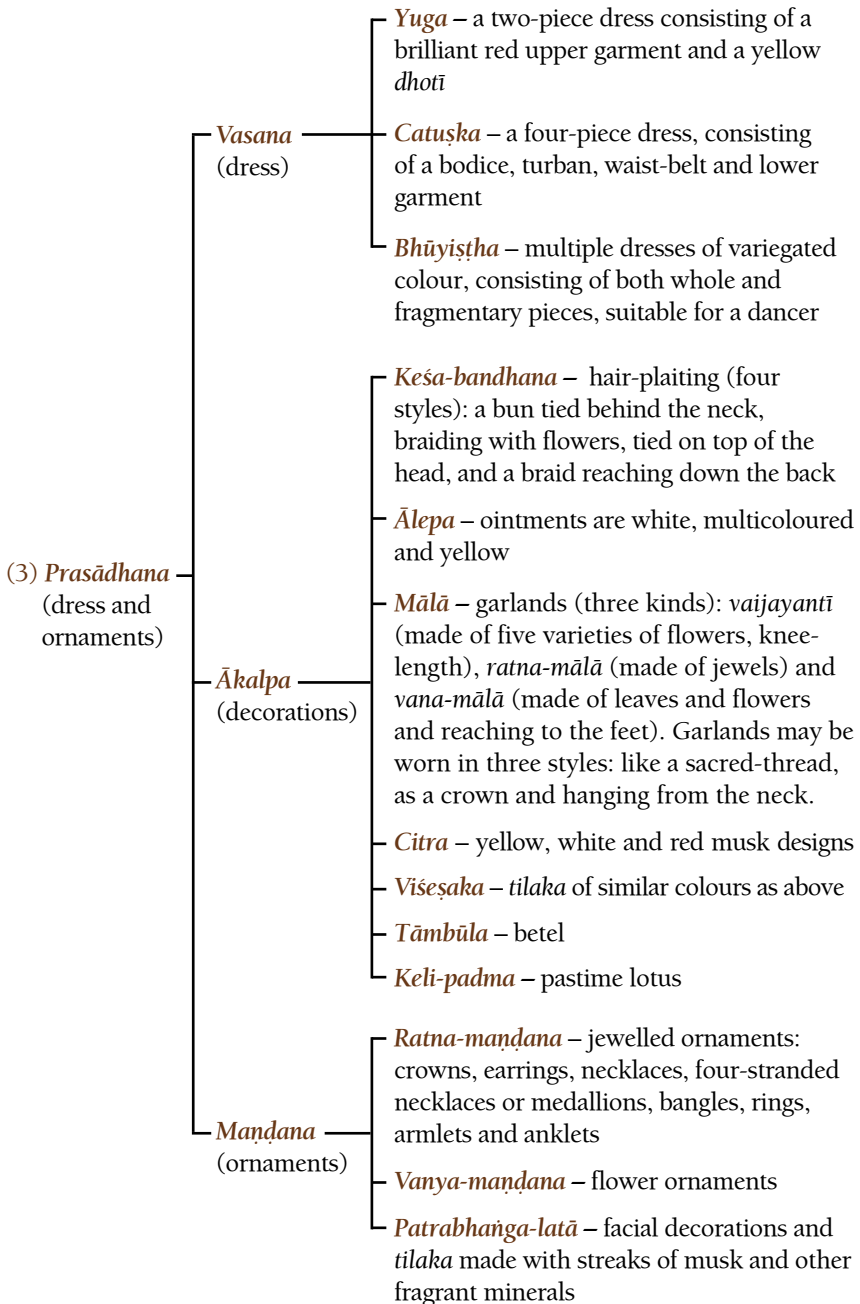 (3) Prasādhana
(dress and
ornaments)
Vasana
(dress)
Yuga – a two-piece dress consisting of a
brilliant red upper garment and a yellow
dhotī
Catuṣka – a four-piece dress, consisting
of a bodice, turban, waist-belt and lower
garment
Bhūyiṣṭha – multiple dresses of variegated
colour, consisting of both whole and
fragmentary pieces, suitable for a dancer
Ākalpa
(decorations)
Keśa-bandhana – hair-plaiting (four
styles): a bun tied behind the neck,
braiding with flowers, tied on top of the
head, and a braid reaching down the back
Ālepa – ointments are white, multicoloured
and yellow
Mālā – garlands (three kinds): vaijayantī
(made of five varieties of flowers, knee-
length), ratna-mālā (made of jewels) and
vana-mālā (made of leaves and flowers
and reaching to the feet). Garlands may be
worn in three styles: like a sacred-thread,
as a crown and hanging from the neck.
Citra – yellow, white and red musk designs
Viśeṣaka – tilaka of similar colours as above
Tāmbūla – betel
Keli-padma – pastime lotus
Maṇḍana
(ornaments)
Ratna-maṇḍana – jewelled ornaments:
crowns, earrings, necklaces, four-stranded
necklaces or medallions, bangles, rings,
armlets and anklets
Vanya-maṇḍana – flower ornaments
Patrabhaṅga-latā – facial decorations and
tilaka made with streaks of musk and other
fragrant minerals